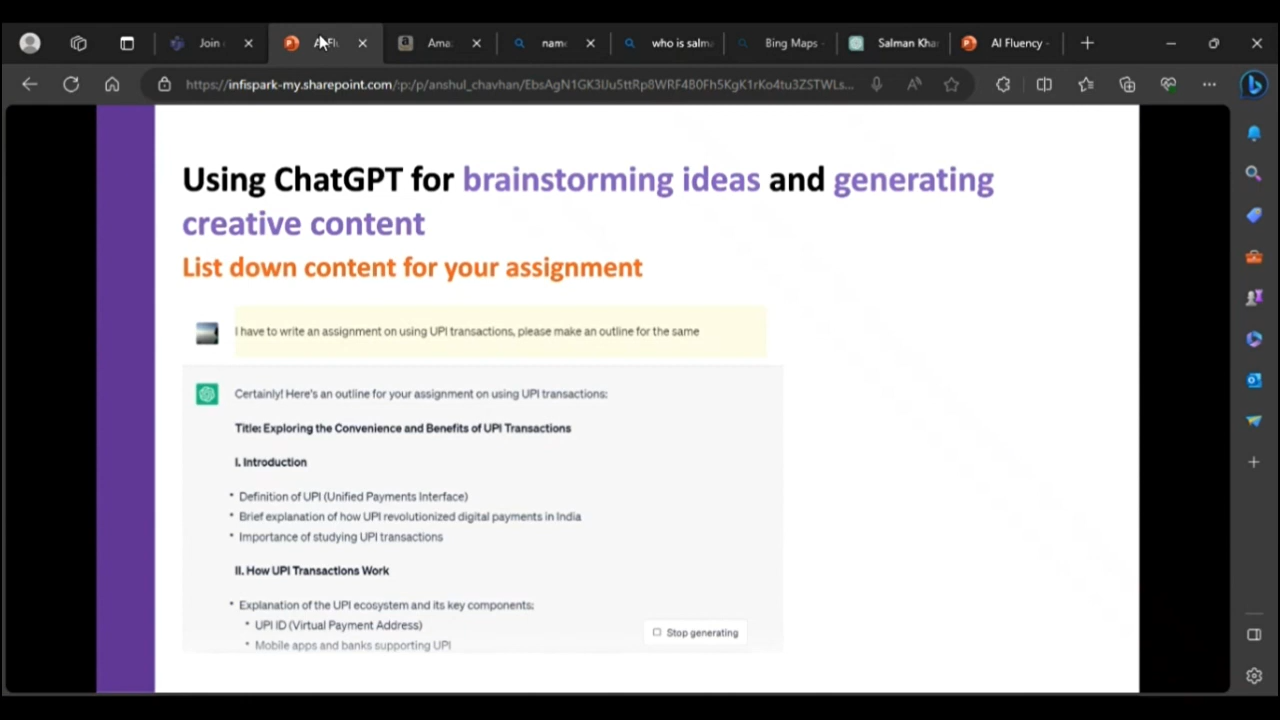 Join
AI Flu
Ama
name
who is salma
Bing Maps
Salman Kha
AI Fluency
https://infispark-my.sharepoint.com/:p:/p/anshul_chavhan/
Using ChatGPT for brainstorming ideas and generating
creative content
List down content for your assignment
I have to write an assignment on using UPI transactions, please make an outline for the same
Certainly! Here's an outline for your assignment on using UPI transactions:
Title: Exploring the Convenience and Benefits of UPI Transactions
I. Introduction
• Definition of UPI (Unified Payments Interface)
• Brief explanation of how UPI revolutionized digital payments in India
• Importance of studying UPI transactions
II. How UPI Transactions Work
• Explanation of the UPI ecosystem and its key components:
• UPI ID (Virtual Payment Address)
Stop generating
• Mobile apps and banks supporting UPI